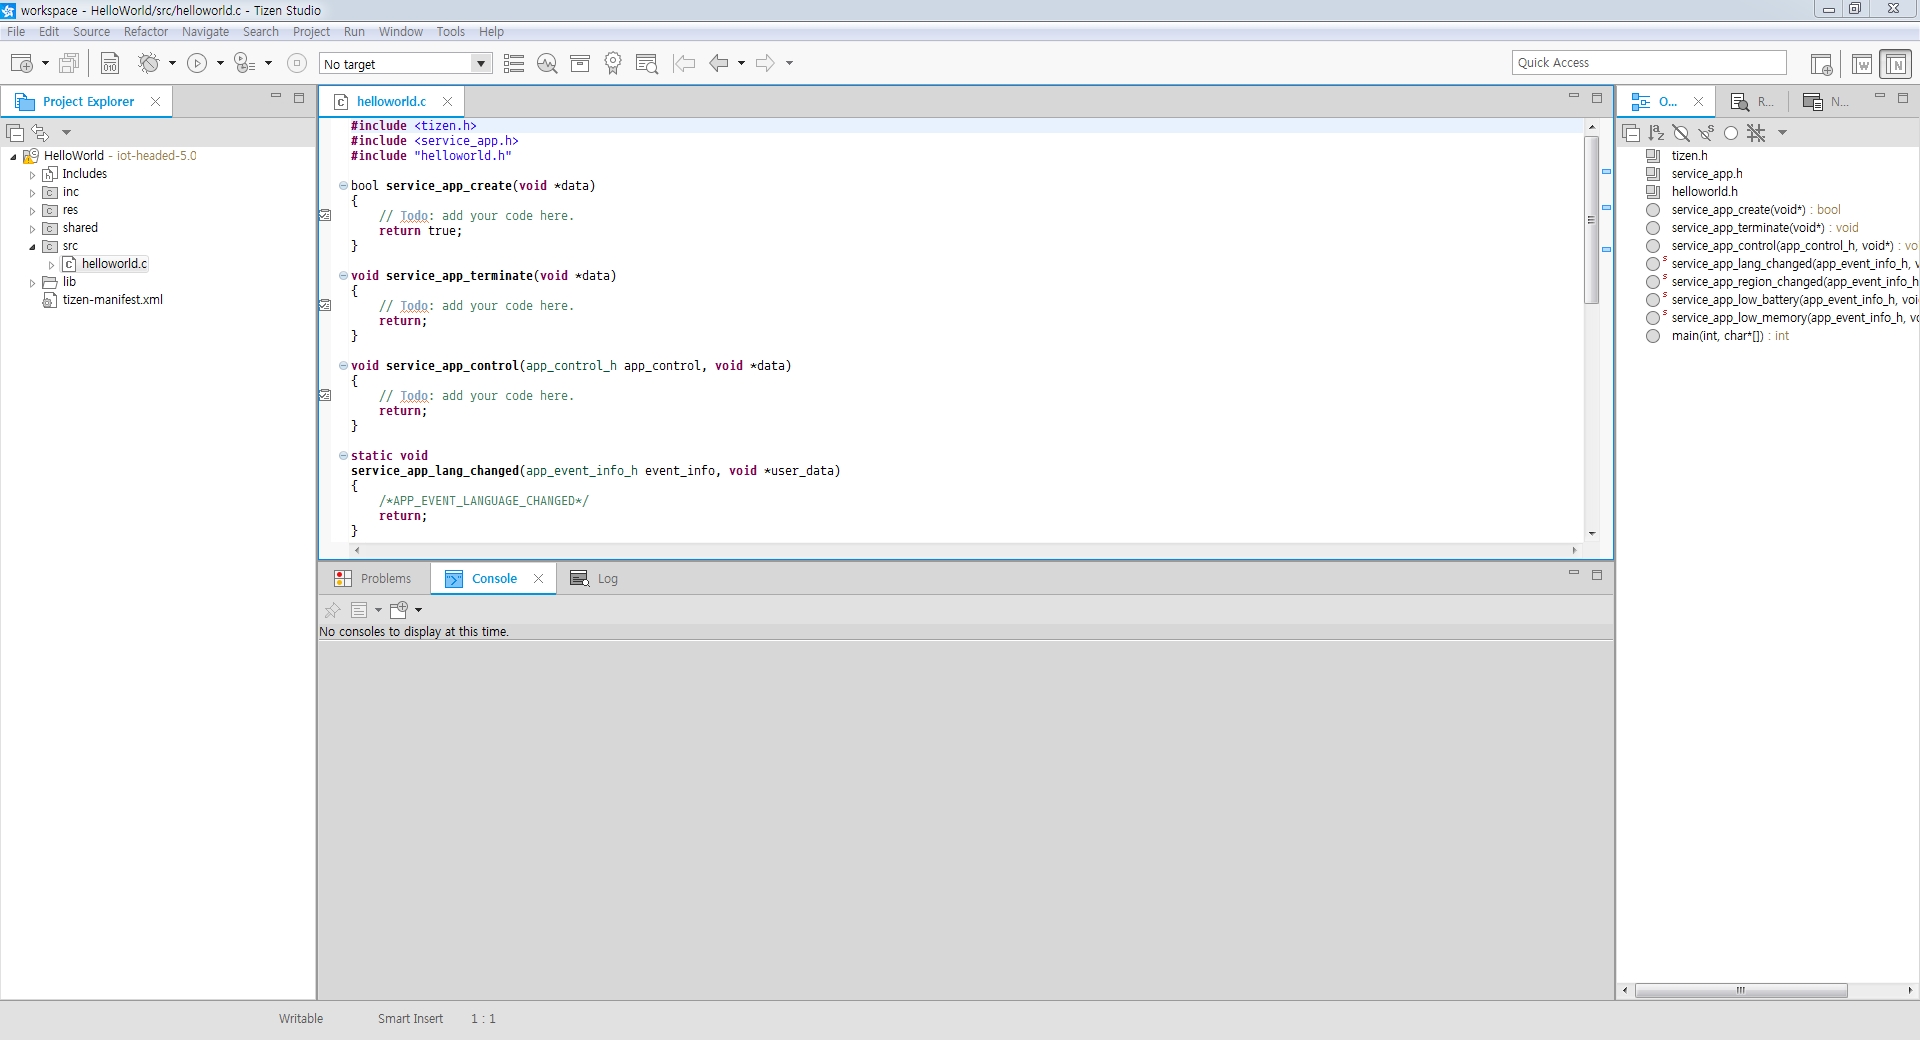 workspace - HelloWorld/src/helloworld.c - Tizen Studio
File Edit Source Refactor Navigate Search Project Run Window Tools Help
010 No target Quick Access W N
Project Explorer
HelloWorld - iot-headed-5.0
Includes
inc
res
shared
src
helloworld.c
lib
tizen-manifest.xml
helloworld.c
#include <tizen.h>
#include <service_app.h>
#include "helloworld.h"
bool service_app_create(void *data)
{
// Todo: add your code here.
return true;
}
void service_app_terminate(void *data)
{
// Todo: add your code here.
return;
}
void service_app_control(app_control_h app_control, void *data)
{
// Todo: add your code here.
return;
}
static void
service_app_lang_changed(app_event_info_h event_info, void *user_data)
{
/*APP_EVENT_LANGUAGE_CHANGED*/
return;
}
Problems Console Log
No consoles to display at this time.
O... R... N...
tizen.h
service_app.h
helloworld.h
service_app_create(void*) : bool
service_app_terminate(void*) : void
service_app_control(app_control_h, void*) : vo
service_app_lang_changed(app_event_info_h, v
service_app_region_changed(app_event_info_h
service_app_low_battery(app_event_info_h, voi
service_app_low_memory(app_event_info_h, vo
main(int, char*[]) : int
Writable Smart Insert 1 : 1